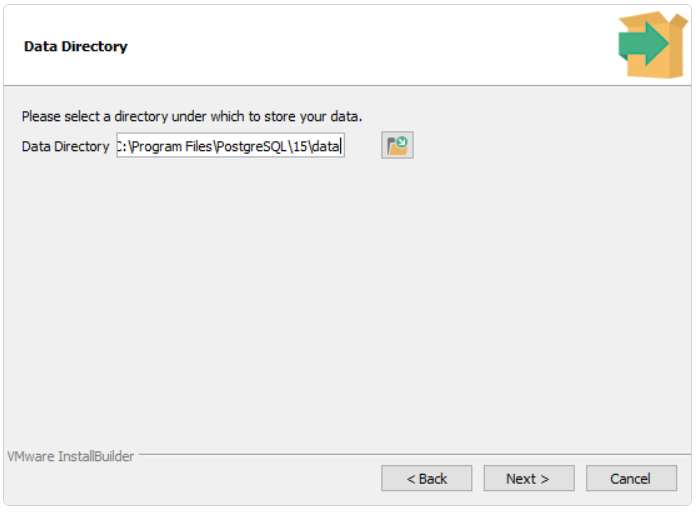 Data Directory
Please select a directory under which to store your data.
Data Directory C:\Program Files\PostgreSQL\15\data
VMware InstallBuilder
< Back Next > Cancel